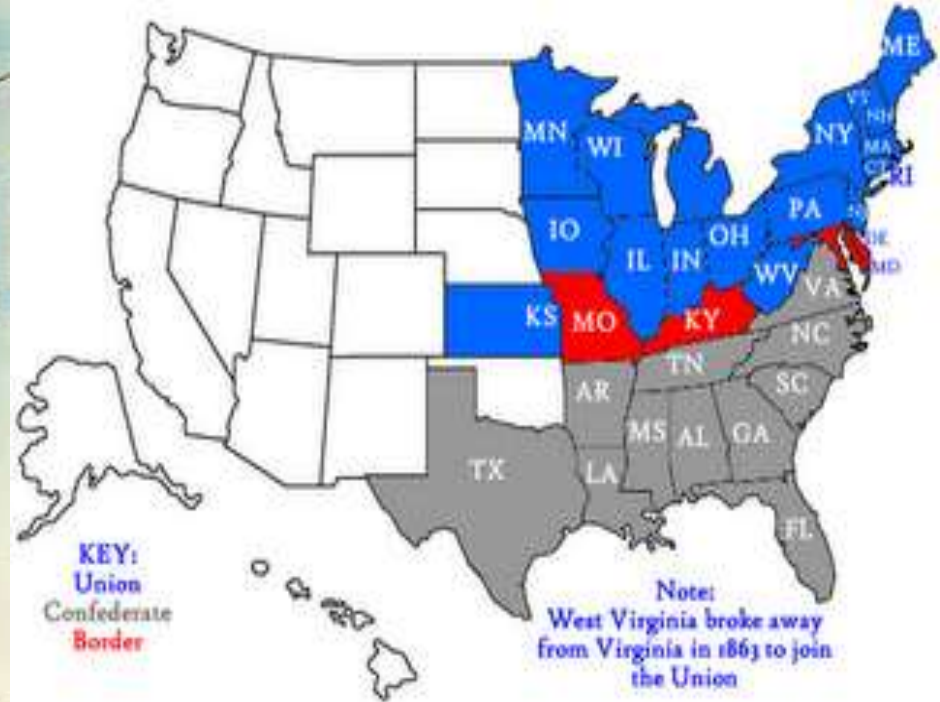 ME
VT
NH
MN
WI
NY
MA
CT
RI
PA
IO
OH
NJ
IL
IN
DE
WV
MD
VA
KS
MO
KY
NC
TN
SC
AR
MS
AL
GA
TX
LA
FL
KEY:
Union
Confederate
Border
Note:
West Virginia broke away
from Virginia in 1863 to join
the Union